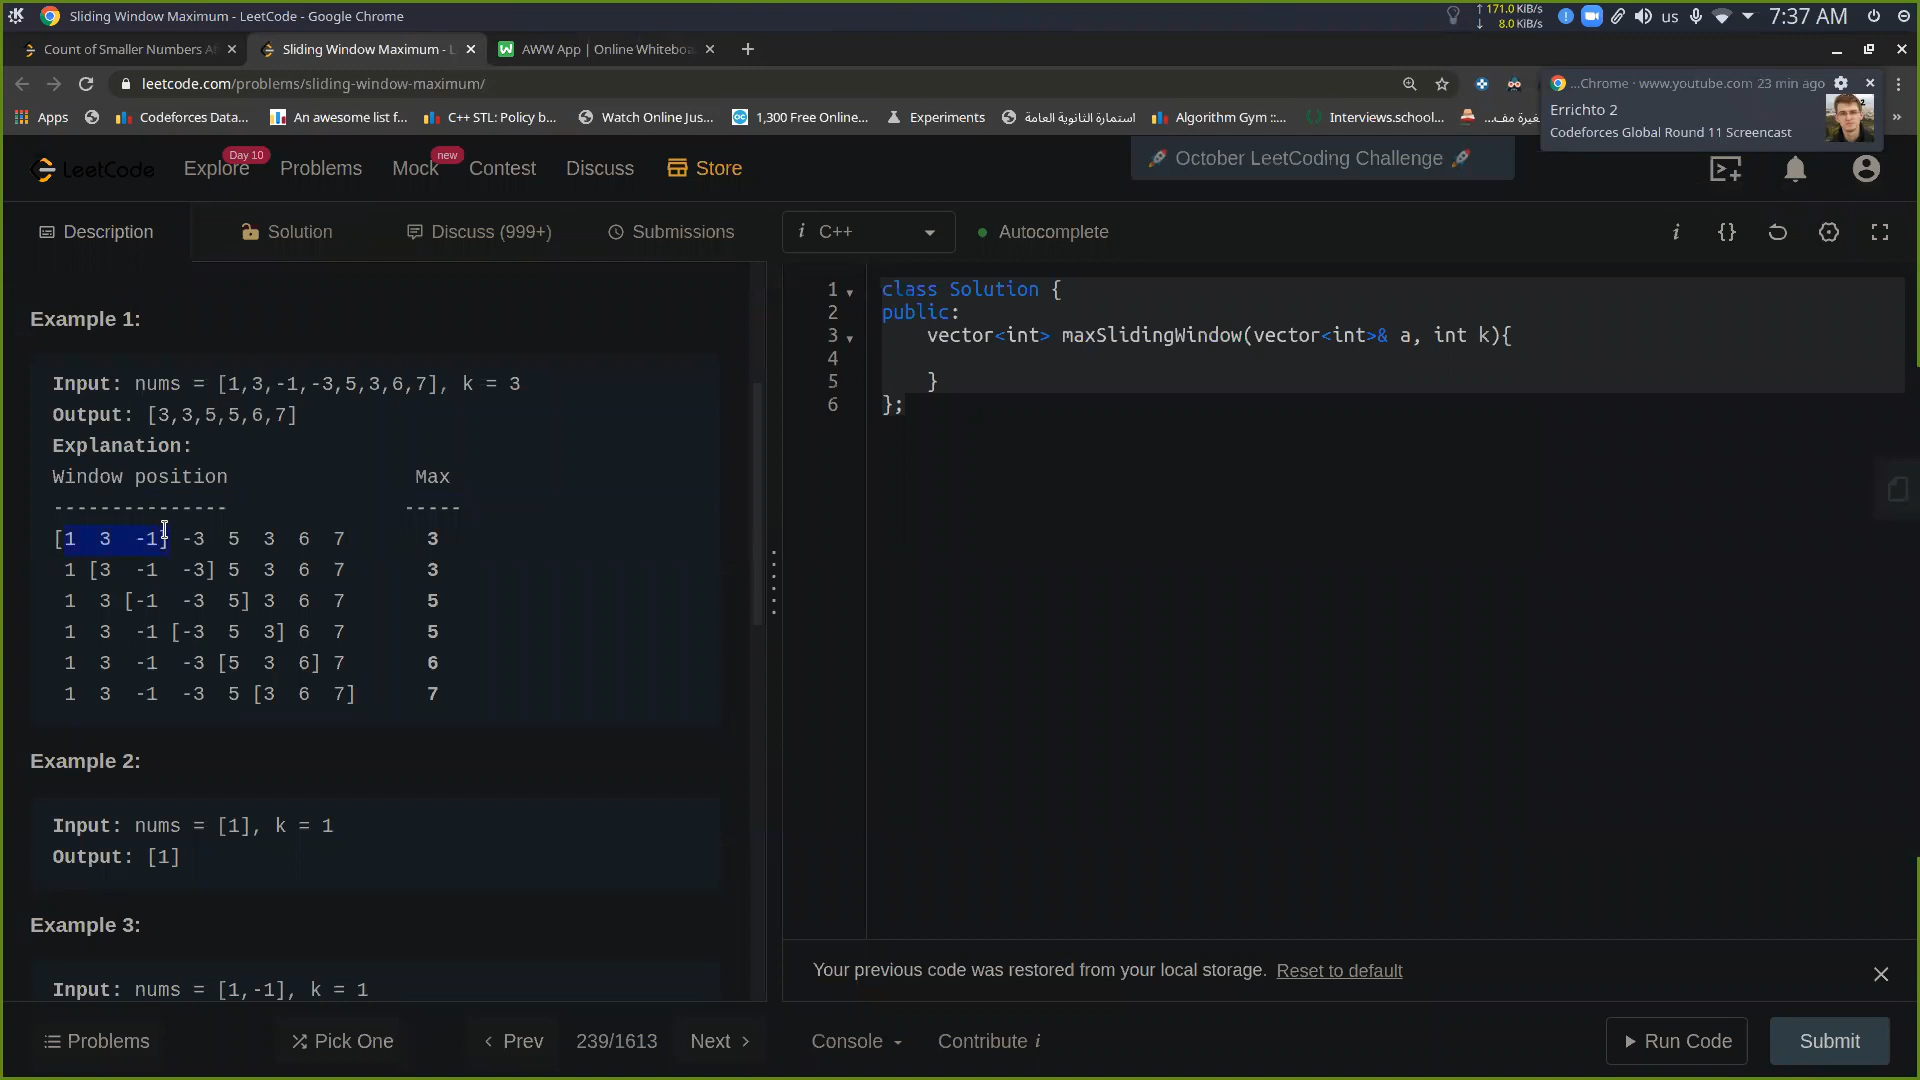 Sliding Window Maximum - LeetCode - Google Chrome
171.0 KiB/s
8.0 KiB/s
us
7:37 AM
Count of Smaller Numbers A
Sliding Window Maximum - L
AWW App | Online Whiteboa
leetcode.com/problems/sliding-window-maximum/
...Chrome · www.youtube.com 23 min ago
Errichto 2
Codeforces Global Round 11 Screencast
Apps
Codeforces Data...
An awesome list f...
C++ STL: Policy b...
Watch Online Jus...
1,300 Free Online...
Experiments
استمارة الثانوية العامة
Algorithm Gym ::...
Interviews.school...
LeetCode
Explore
Day 10
Problems
Mock
new
Contest
Discuss
Store
🚀 October LeetCoding Challenge 🚀
Description
Solution
Discuss (999+)
Submissions
i C++
Autocomplete
i {}
Example 1:
Input: nums = [1,3,-1,-3,5,3,6,7], k = 3
Output: [3,3,5,5,6,7]
Explanation:
Window position                Max
---------------               -----
[1  3  -1] -3  5  3  6  7       3
 1 [3  -1  -3] 5  3  6  7       3
 1  3 [-1  -3  5] 3  6  7       5
 1  3  -1 [-3  5  3] 6  7       5
 1  3  -1  -3 [5  3  6] 7       6
 1  3  -1  -3  5 [3  6  7]      7
Example 2:
Input: nums = [1], k = 1
Output: [1]
Example 3:
Input: nums = [1,-1], k = 1
1 class Solution {
2 public:
3     vector<int> maxSlidingWindow(vector<int>& a, int k){
4
5     }
6 };
Your previous code was restored from your local storage. Reset to default
Problems
Pick One
Prev
239/1613
Next
Console
Contribute i
Run Code
Submit